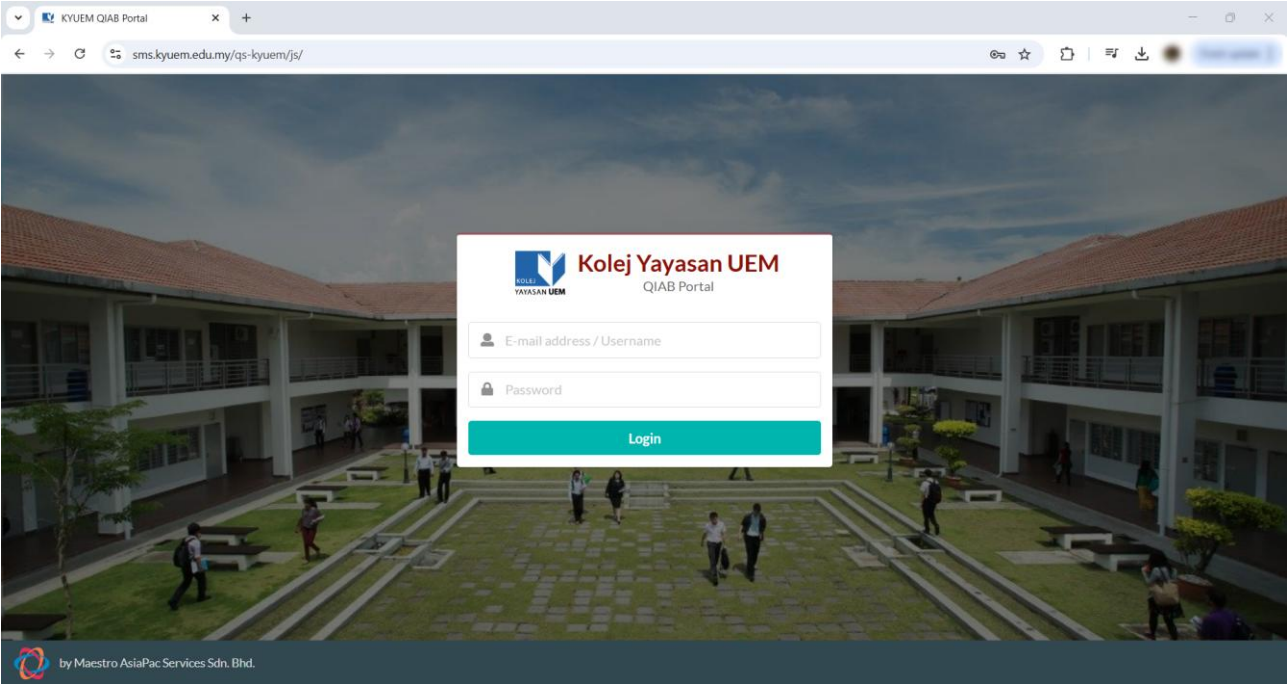 KYUEM QIAB Portal
sms.kyuem.edu.my/qs-kyuem/js/
KOLEJ
YAYASAN UEM
Kolej Yayasan UEM
QIAB Portal
E-mail address / Username
Password
Login
by Maestro AsiaPac Services Sdn. Bhd.